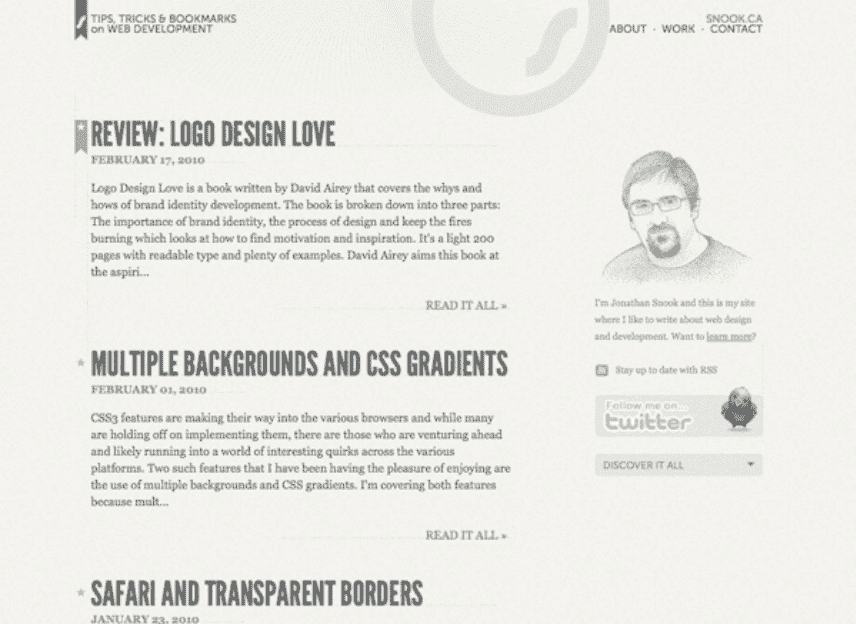 TIPS, TRICKS & BOOKMARKS
on WEB DEVELOPMENT
SNOOK.CA
ABOUT · WORK · CONTACT
REVIEW: LOGO DESIGN LOVE
FEBRUARY 17, 2010
Logo Design Love is a book written by David Airey that covers the whys and
hows of brand identity development. The book is broken down into three parts:
The importance of brand identity, the process of design and keep the fires
burning which looks at how to find motivation and inspiration. It's a light 200
pages with readable type and plenty of examples. David Airey aims this book at
the aspiri...
READ IT ALL »
MULTIPLE BACKGROUNDS AND CSS GRADIENTS
FEBRUARY 01, 2010
CSS3 features are making their way into the various browsers and while many
are holding off on implementing them, there are those who are venturing ahead
and likely running into a world of interesting quirks across the various
platforms. Two such features that I have been having the pleasure of enjoying are
the use of multiple backgrounds and CSS gradients. I'm covering both features
because mult...
READ IT ALL »
SAFARI AND TRANSPARENT BORDERS
JANUARY 23, 2010
I'm Jonathan Snook and this is my site
where I like to write about web design
and development. Want to learn more?
Stay up to date with RSS
Follow me on...
twitter
DISCOVER IT ALL